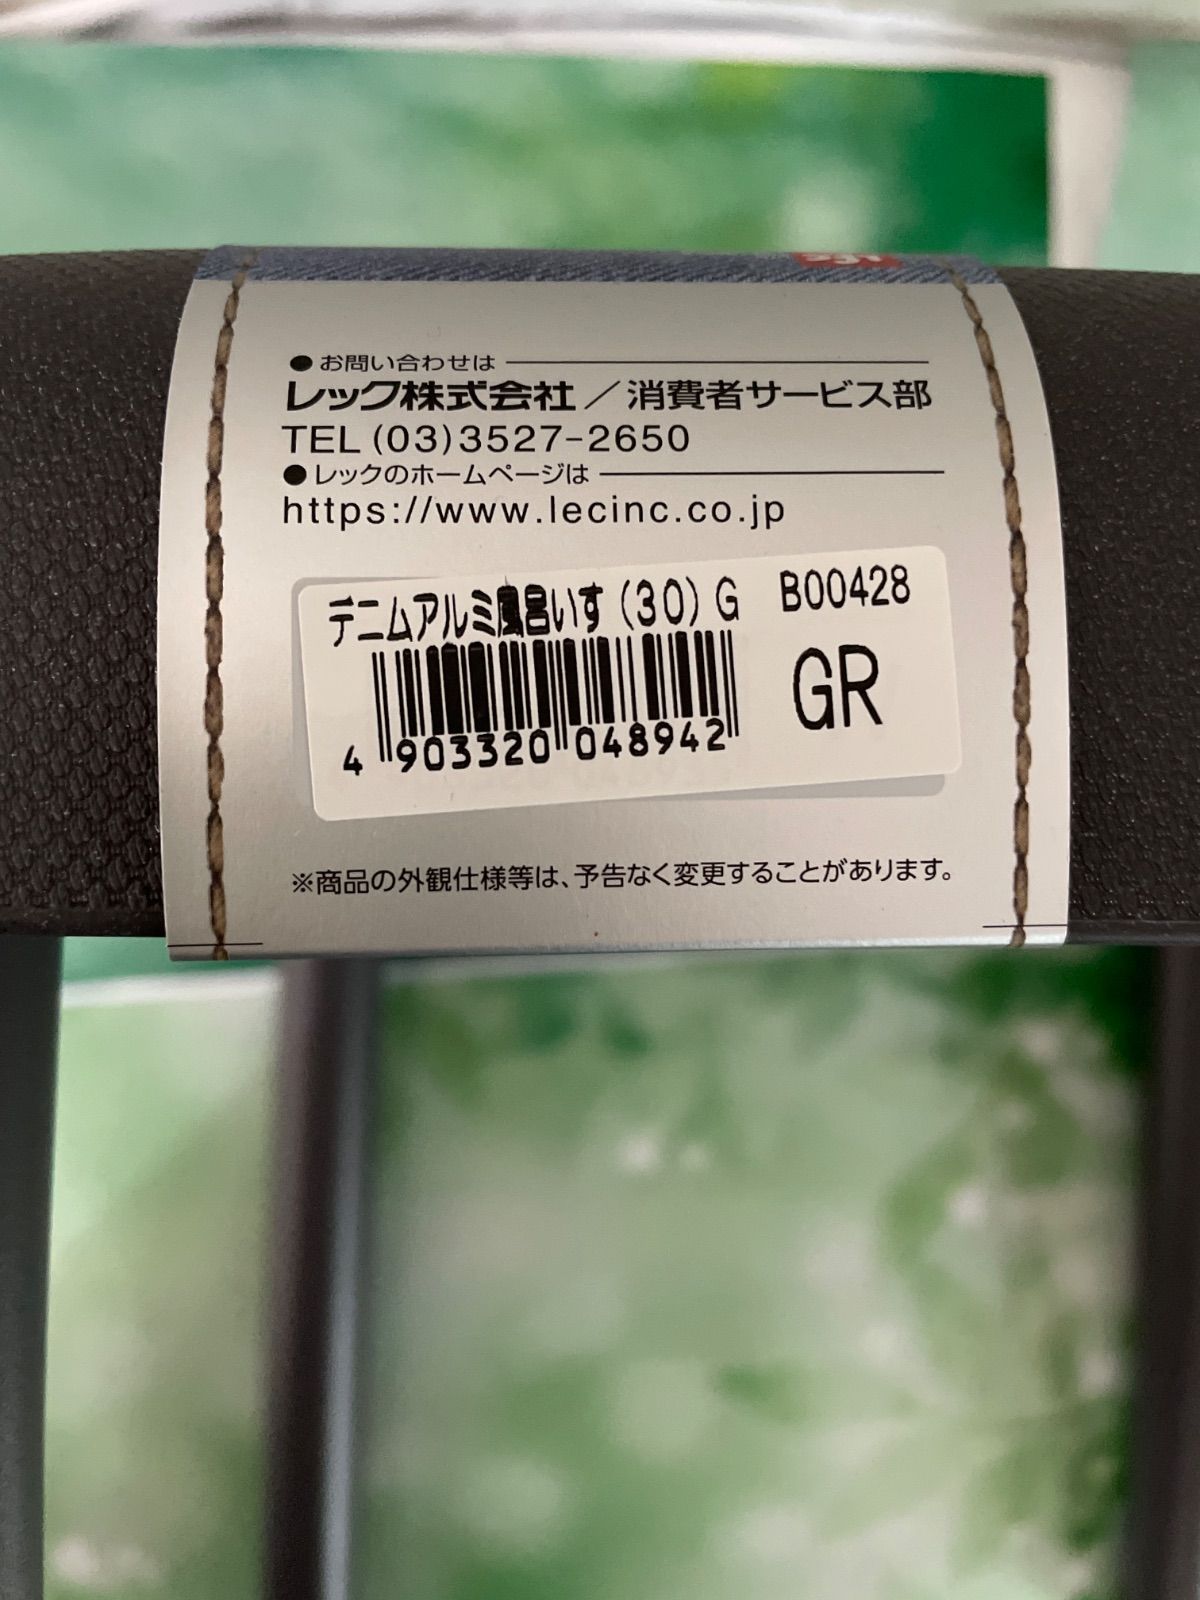 ●お問い合わせは
レック株式会社／消費者サービス部
TEL (03)3527-2650
●レックのホームページは
https://www.lecinc.co.jp
デニムアルミ風呂いす(30)G B00428
GR
4 903320 048942
※商品の外観仕様等は、予告なく変更することがあります。